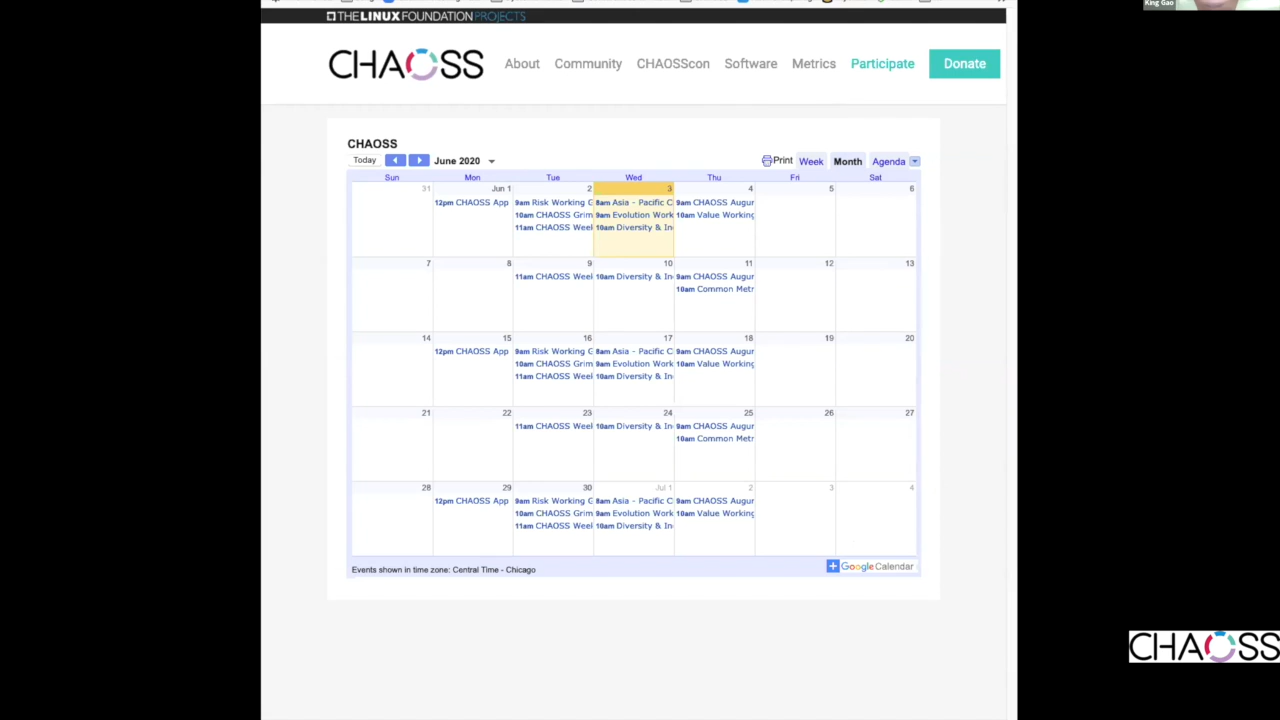 King Gao
THE LINUX FOUNDATION PROJECTS
CHAOSS About Community CHAOSScon Software Metrics Participate Donate
CHAOSS
Today June 2020 Print Week Month Agenda
Sun Mon Tue Wed Thu Fri Sat
31 Jun 1 2 3 4 5 6
12pm CHAOSS App 9am Risk Working G 8am Asia - Pacific C 9am CHAOSS Augur
10am CHAOSS Grim 9am Evolution Work 10am Value Working
11am CHAOSS Week 10am Diversity & In
7 8 9 10 11 12 13
11am CHAOSS Week 10am Diversity & In 9am CHAOSS Augur
10am Common Metr
14 15 16 17 18 19 20
12pm CHAOSS App 9am Risk Working G 8am Asia - Pacific C 9am CHAOSS Augur
10am CHAOSS Grim 9am Evolution Work 10am Value Working
11am CHAOSS Week 10am Diversity & In
21 22 23 24 25 26 27
11am CHAOSS Week 10am Diversity & In 9am CHAOSS Augur
10am Common Metr
28 29 30 Jul 1 2 3 4
12pm CHAOSS App 9am Risk Working G 8am Asia - Pacific C 9am CHAOSS Augur
10am CHAOSS Grim 9am Evolution Work 10am Value Working
11am CHAOSS Week 10am Diversity & In
Events shown in time zone: Central Time - Chicago
Google Calendar
CHAOSS